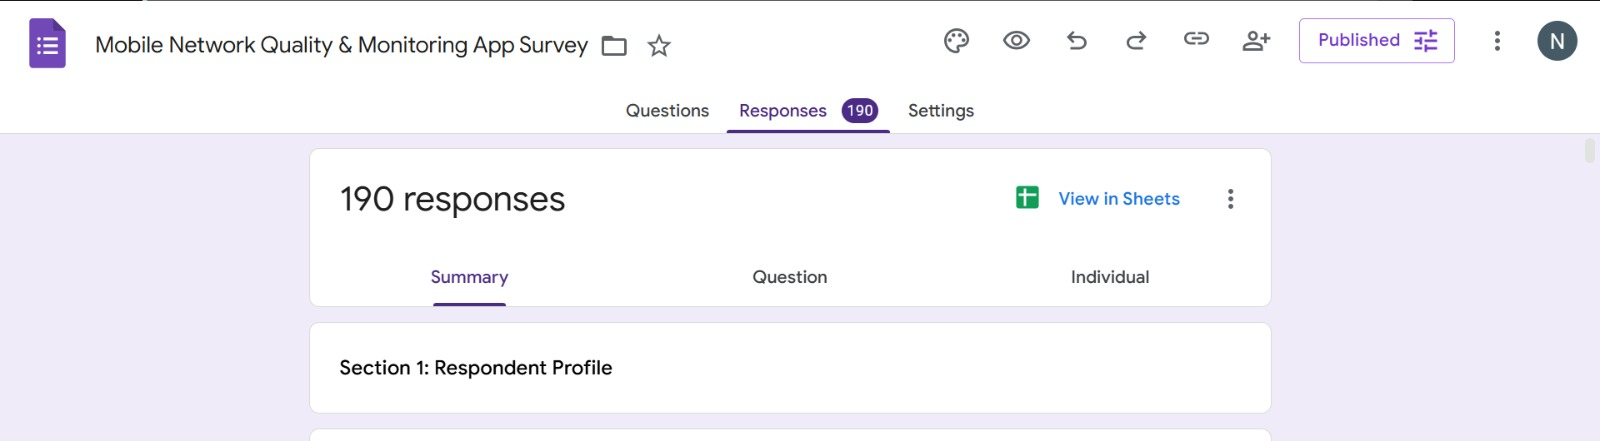 Mobile Network Quality & Monitoring App Survey
Published
N
Questions
Responses 190
Settings
190 responses
View in Sheets
Summary
Question
Individual
Section 1: Respondent Profile